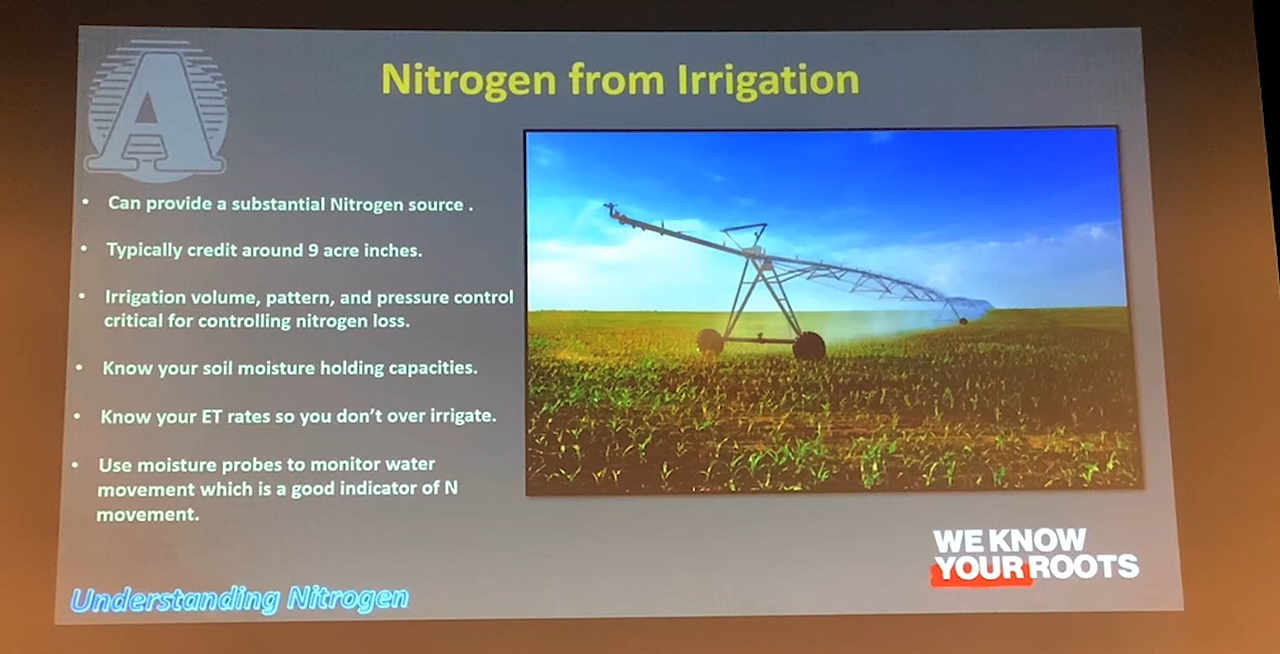 A
Nitrogen from Irrigation
• Can provide a substantial Nitrogen source .
• Typically credit around 9 acre inches.
• Irrigation volume, pattern, and pressure control
critical for controlling nitrogen loss.
• Know your soil moisture holding capacities.
• Know your ET rates so you don't over irrigate.
• Use moisture probes to monitor water
movement which is a good indicator of N
movement.
WE KNOW
YOUR ROOTS
Understanding Nitrogen